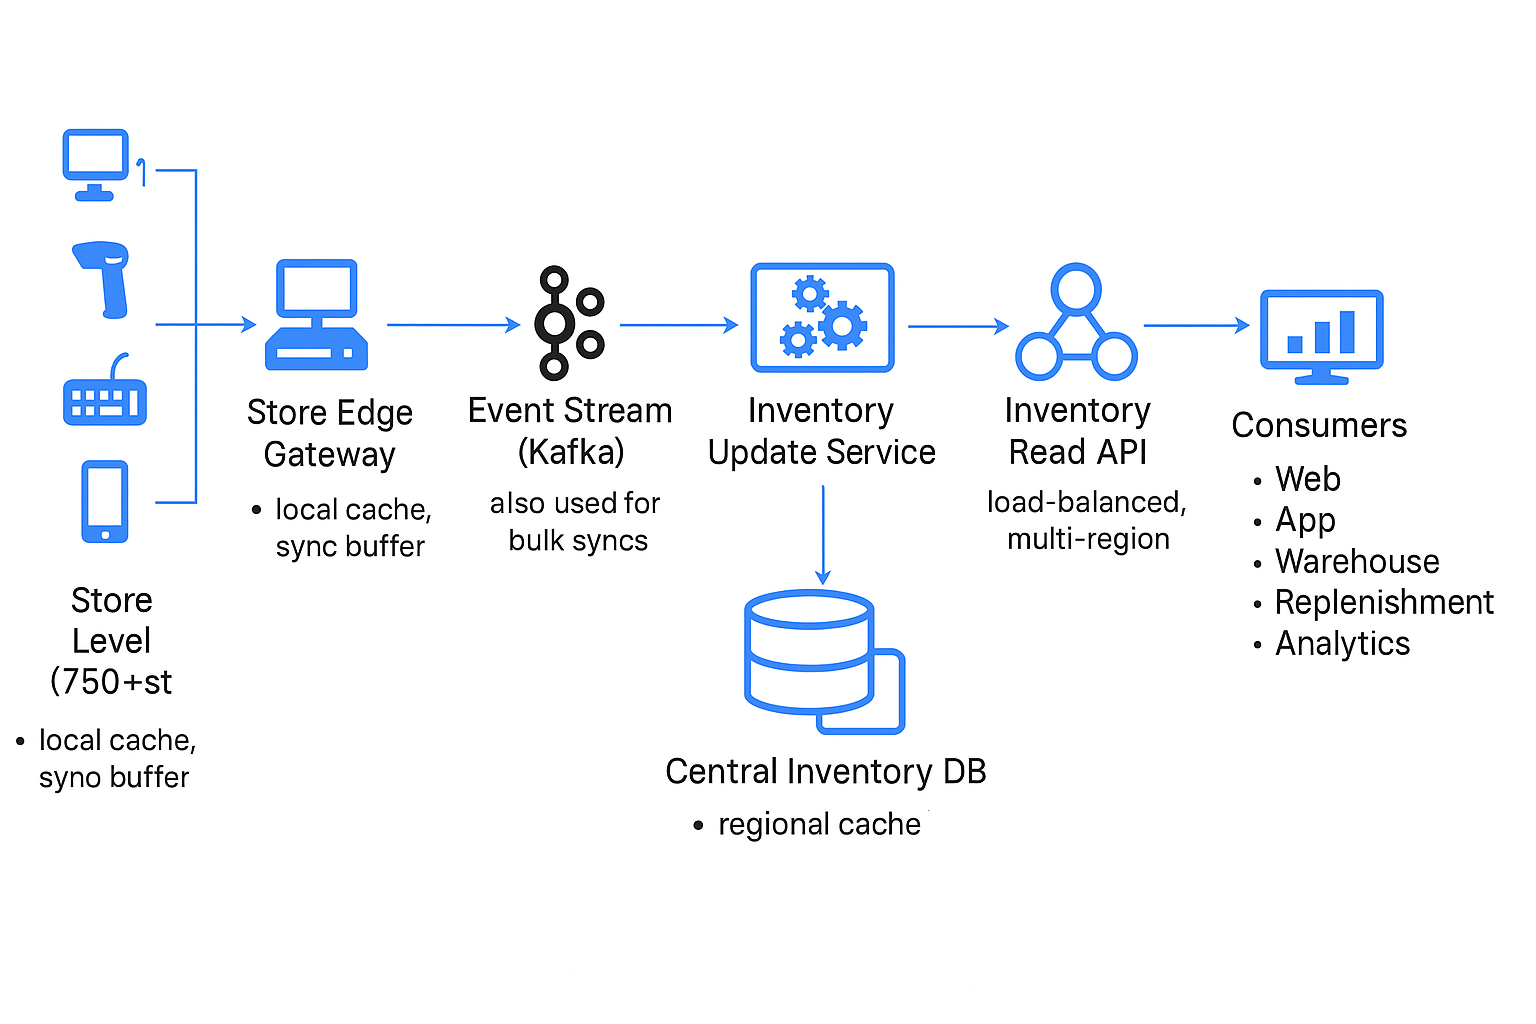 Store
Level
(750+st
• local cache,
syno buffer
Store Edge
Gateway
• local cache,
sync buffer
Event Stream
(Kafka)
also used for
bulk syncs
Inventory
Update Service
Central Inventory DB
• regional cache
Inventory
Read API
load-balanced,
multi-region
Consumers
• Web
• App
• Warehouse
• Replenishment
• Analytics